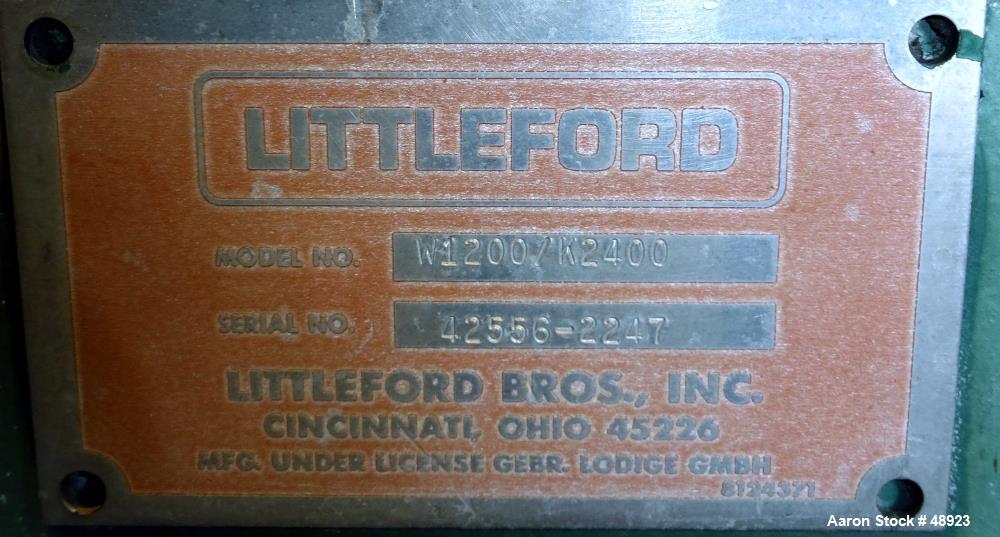 LITTLEFORD
MODEL NO. W1200/K2400
SERIAL NO. 42556-2247
LITTLEFORD BROS., INC.
CINCINNATI, OHIO 45226
MFG. UNDER LICENSE GEBR. LODIGE GMBH
8124371
Aaron Stock # 48923